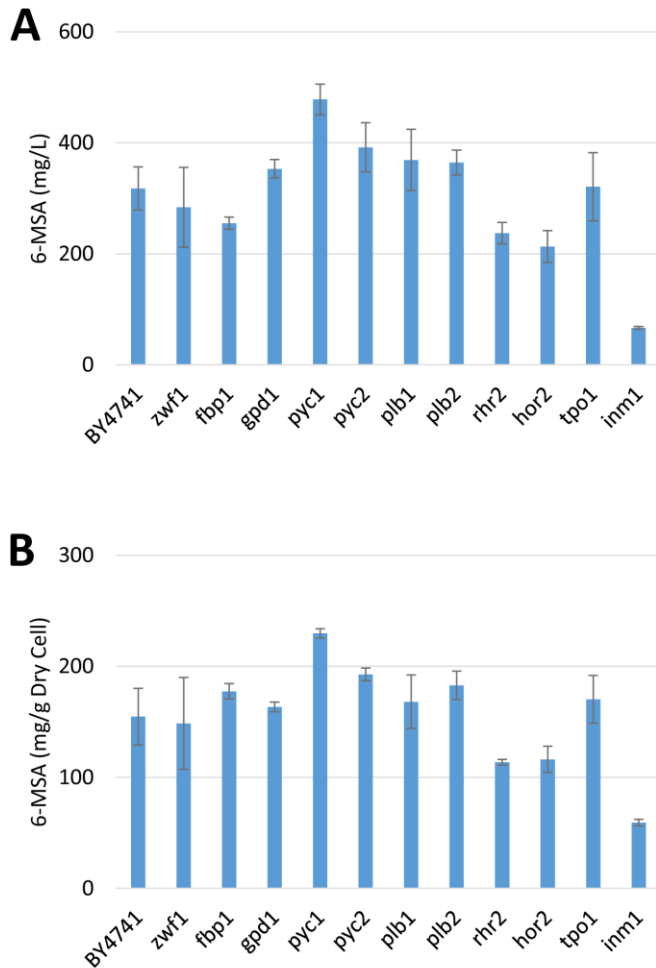 A
600
400
200
0
6-MSA (mg/L)
BY4741 zwf1 fbp1 gpd1 pyc1 pyc2 plb1 plb2 rhr2 hor2 tpo1 inm1
B
300
200
100
0
6-MSA (mg/g Dry Cell)
BY4741 zwf1 fbp1 gpd1 pyc1 pyc2 plb1 plb2 rhr2 hor2 tpo1 inm1